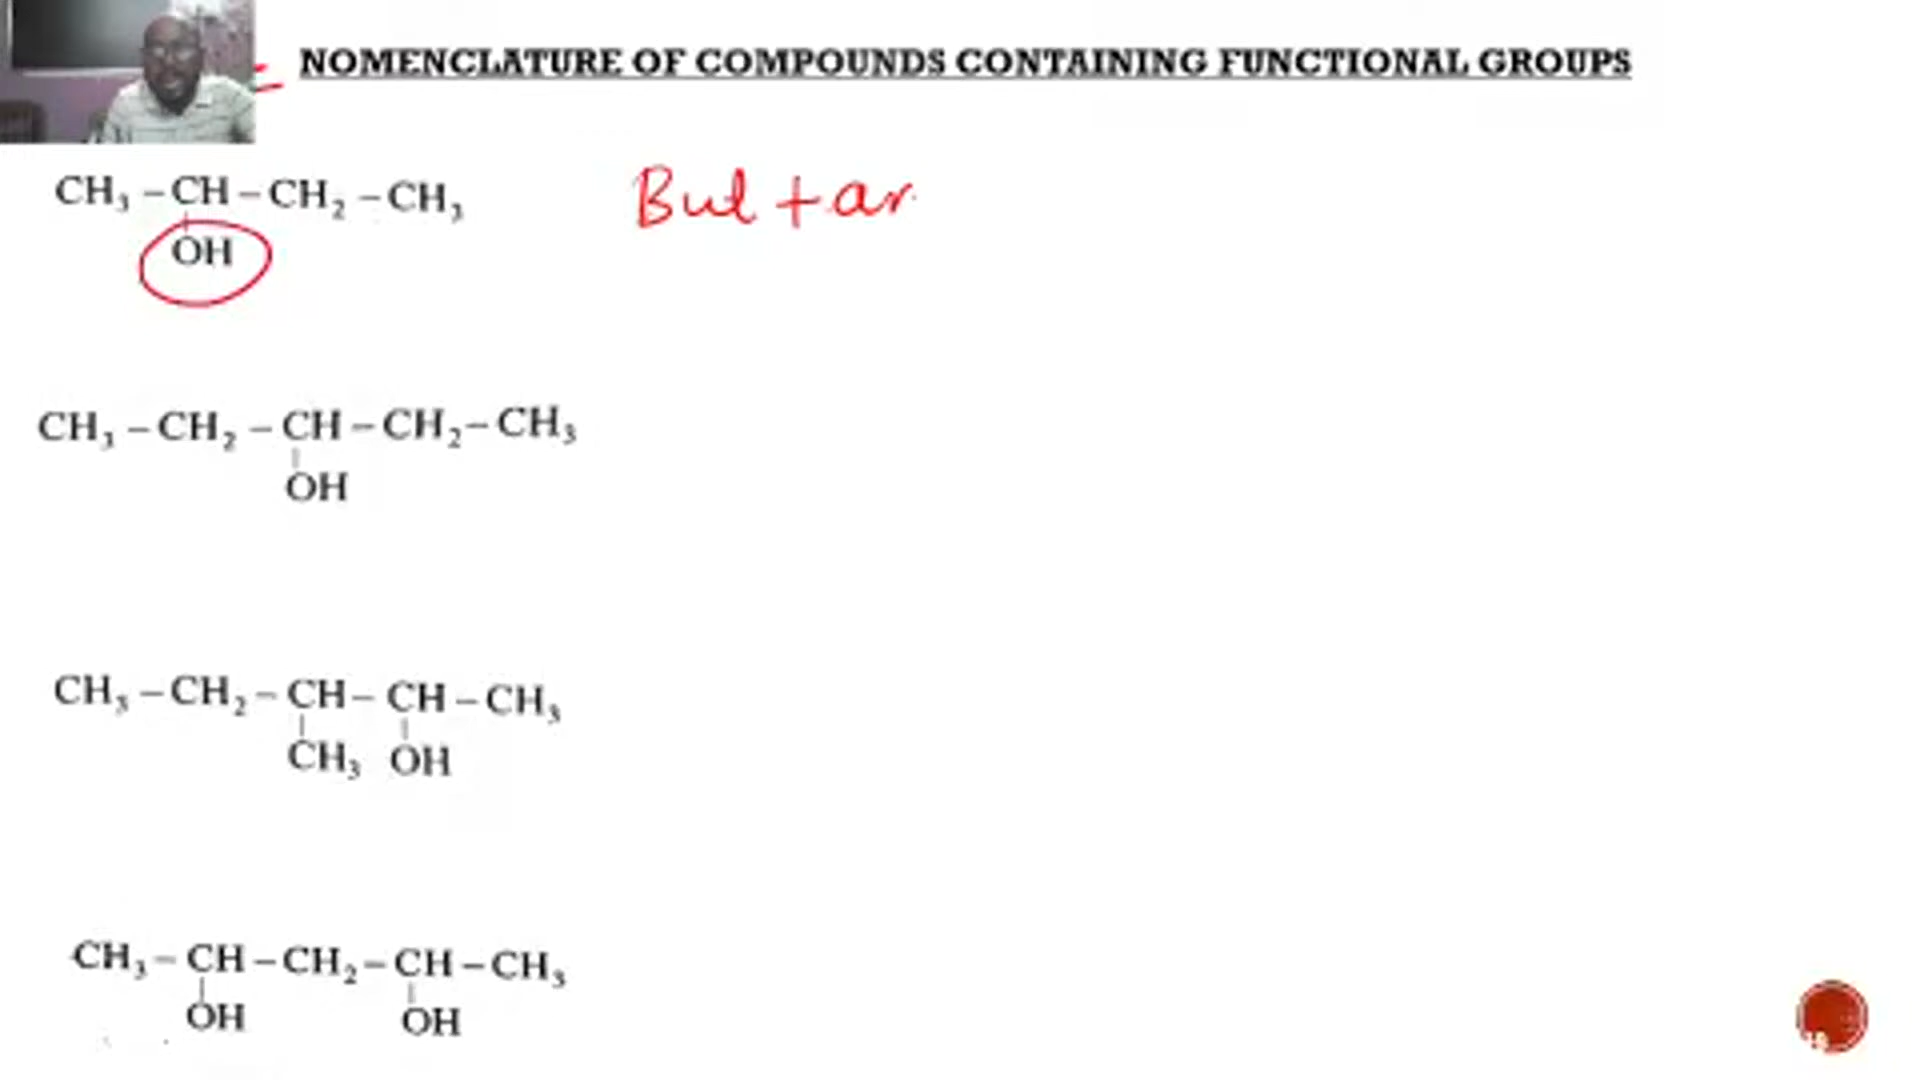 NOMENCLATURE OF COMPOUNDS CONTAINING FUNCTIONAL GROUPS
CH₃ – CH – CH₂ – CH₃ But + an
OH
CH₃ – CH₂ – CH – CH₂ – CH₃
OH
CH₃ – CH₂ – CH – CH – CH₃
CH₃ OH
CH₃ – CH – CH₂ – CH – CH₃
OH OH